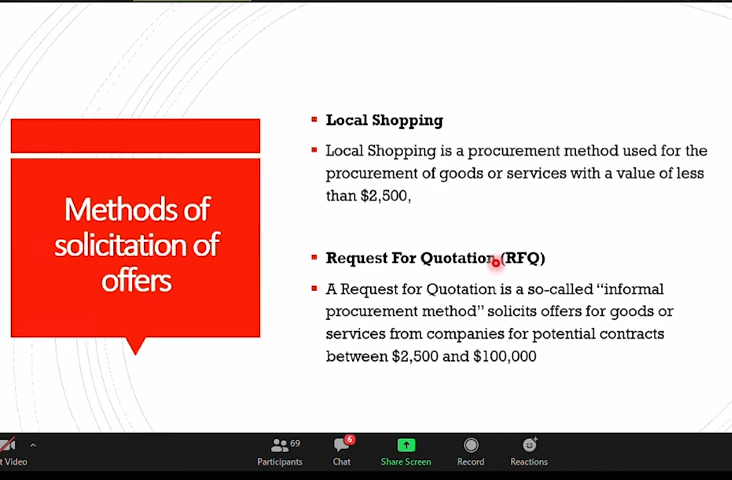 Methods of
solicitation of
offers
Local Shopping
Local Shopping is a procurement method used for the
procurement of goods or services with a value of less
than $2,500,
Request For Quotation (RFQ)
A Request for Quotation is a so-called “informal
procurement method” solicits offers for goods or
services from companies for potential contracts
between $2,500 and $100,000
t Video
69
Participants
6
Chat
Share Screen
Record
Reactions